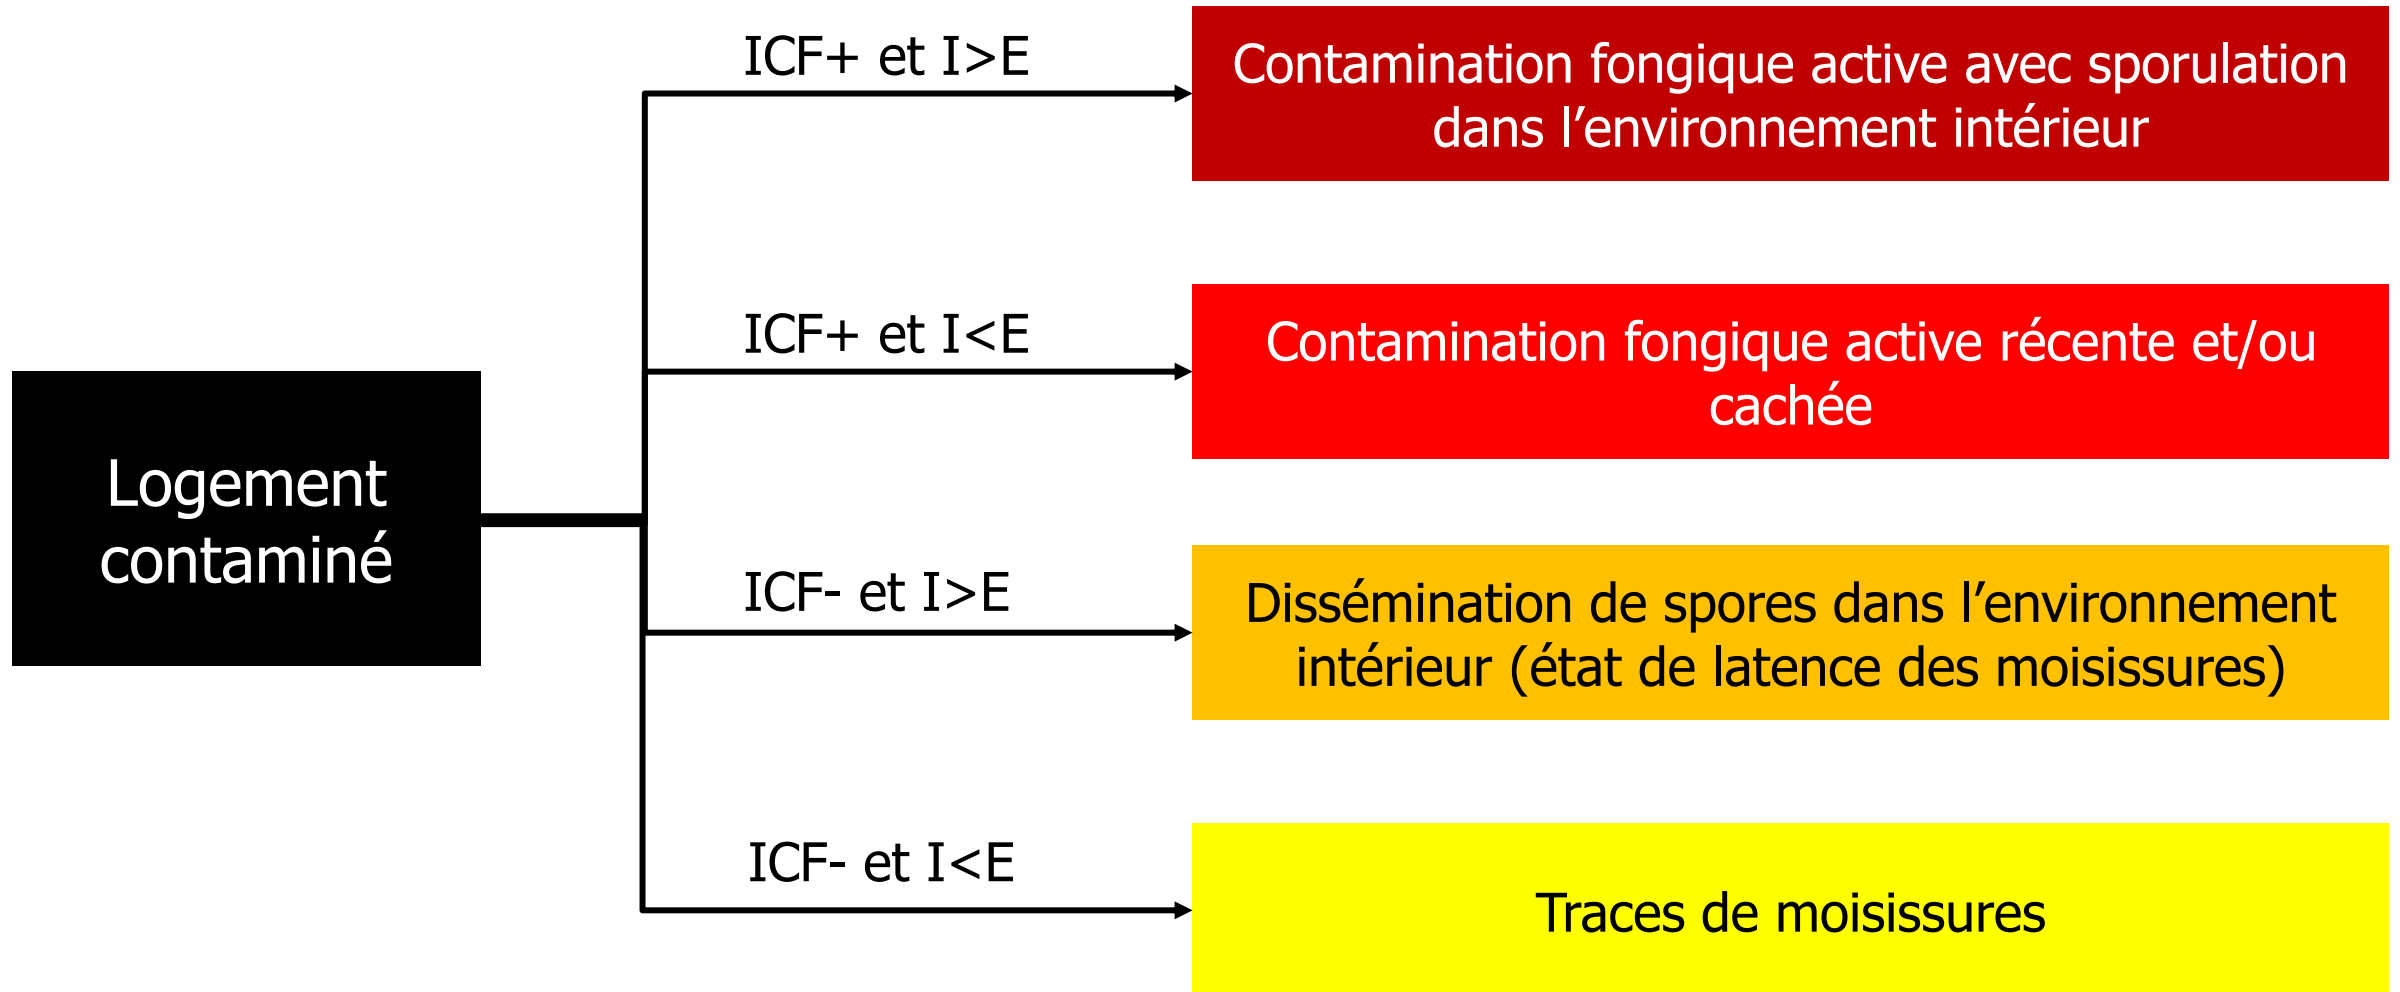 ICF+ et I>E
Contamination fongique active avec sporulation
dans l’environnement intérieur
ICF+ et I<E
Contamination fongique active récente et/ou
cachée
Logement
contaminé
ICF- et I>E
Dissémination de spores dans l’environnement
intérieur (état de latence des moisissures)
ICF- et I<E
Traces de moisissures